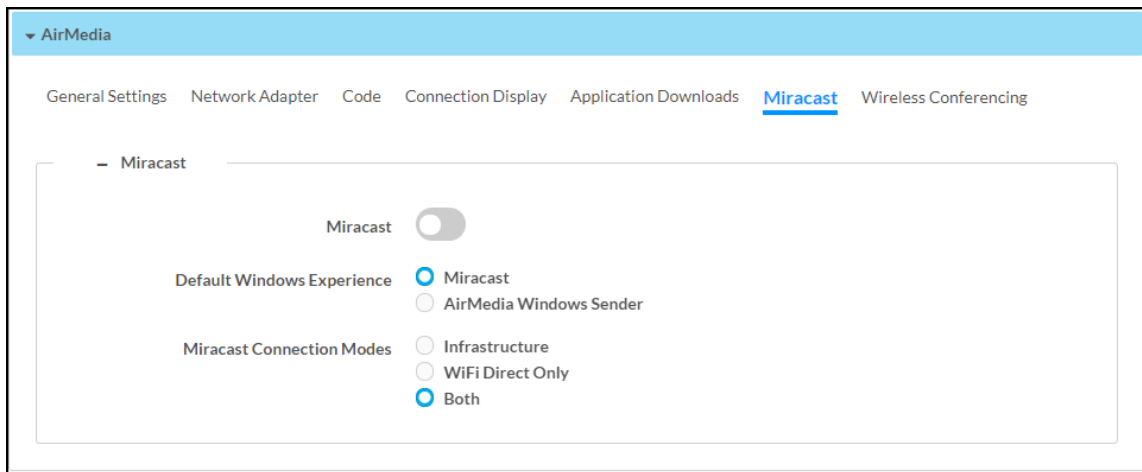 AirMedia
General Settings Network Adapter Code Connection Display Application Downloads Miracast Wireless Conferencing
Miracast
Miracast
Default Windows Experience Miracast
AirMedia Windows Sender
Miracast Connection Modes Infrastructure
WiFi Direct Only
Both